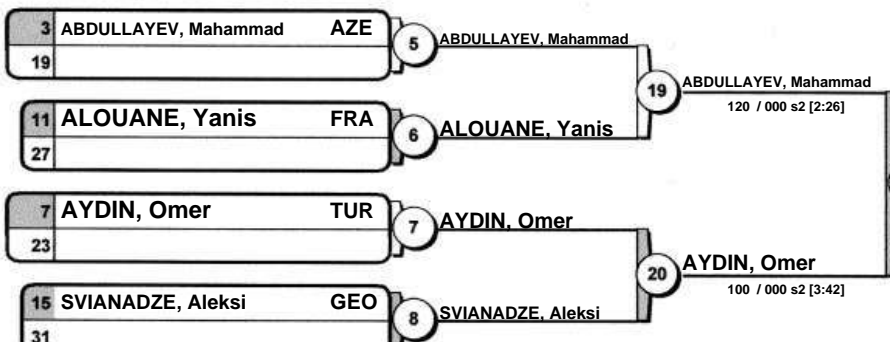 3 ABDULLAYEV, Mahammad AZE
19
5
ABDULLAYEV, Mahammad
11 ALOUANE, Yanis FRA
27
6
ALOUANE, Yanis
19
ABDULLAYEV, Mahammad
120 / 000 s2 [2:26]
7 AYDIN, Omer TUR
23
7
AYDIN, Omer
15 SVIANADZE, Aleksi GEO
31
8
SVIANADZE, Aleksi
20
AYDIN, Omer
100 / 000 s2 [3:42]